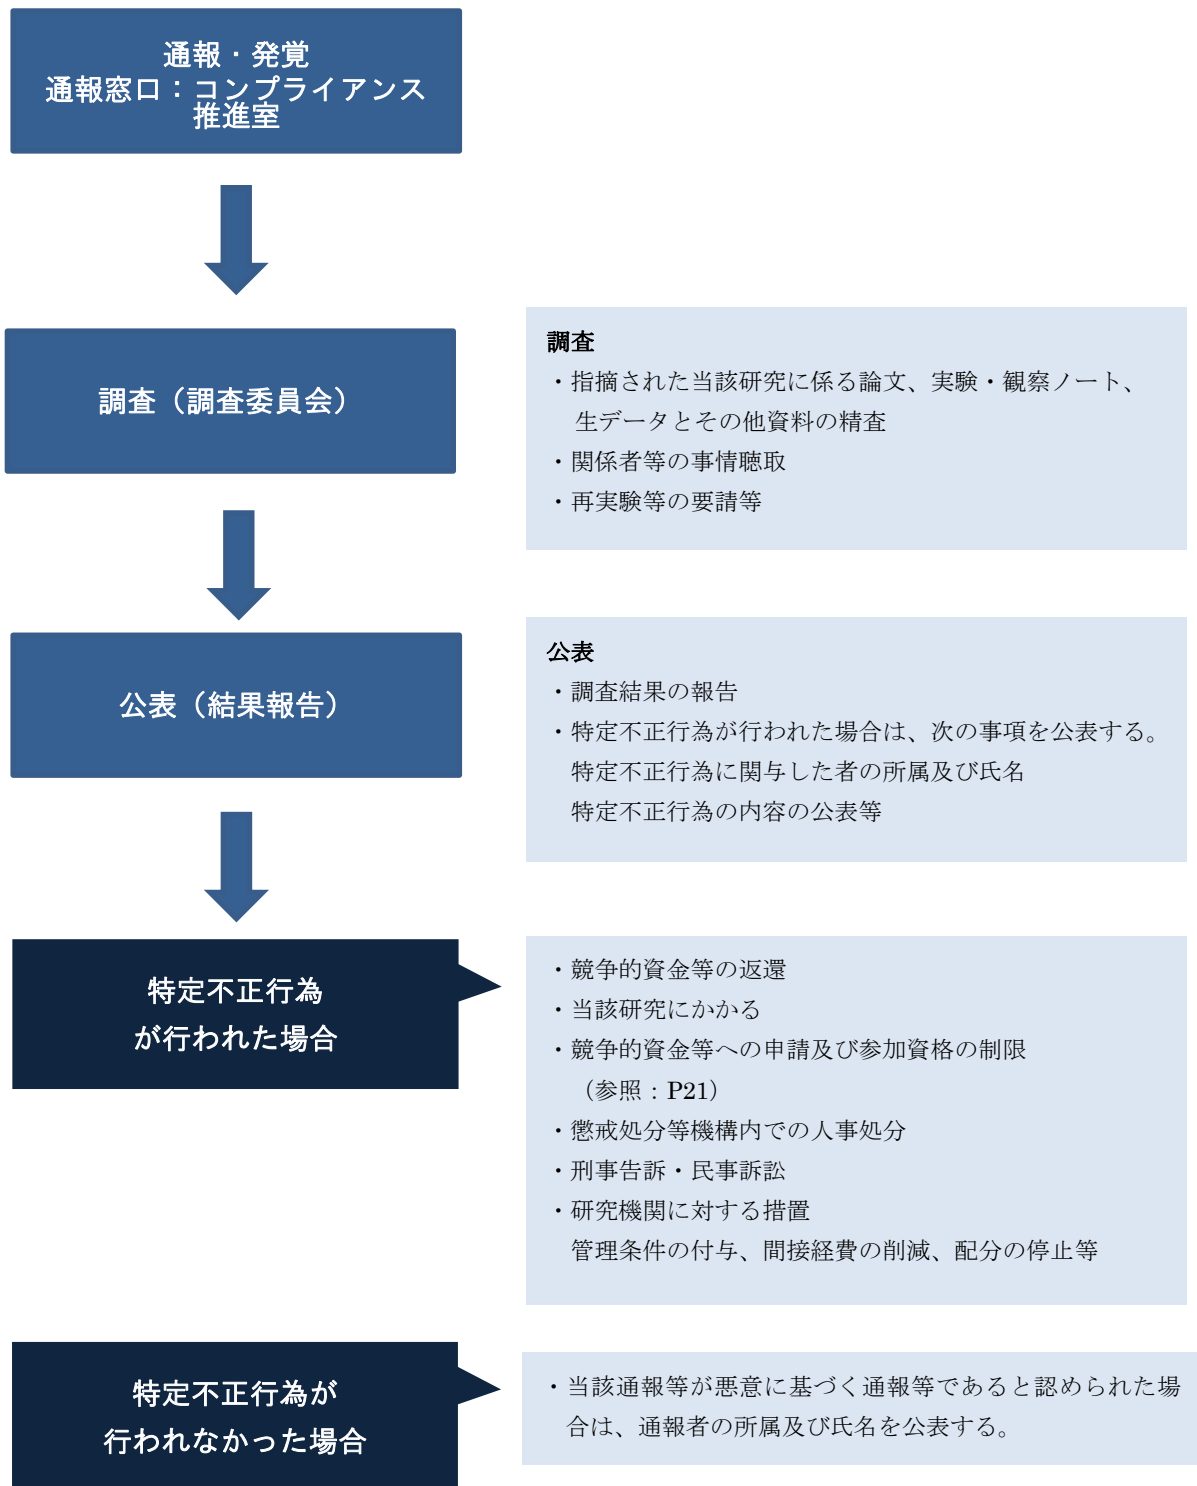 通報・発覚
通報窓口：コンプライアンス
推進室
調査（調査委員会）
調査
・指摘された当該研究に係る論文、実験・観察ノート、
生データとその他資料の精査
・関係者等の事情聴取
・再実験等の要請等
公表（結果報告）
公表
・調査結果の報告
・特定不正行為が行われた場合は、次の事項を公表する。
特定不正行為に関与した者の所属及び氏名
特定不正行為の内容の公表等
特定不正行為
が行われた場合
・競争的資金等の返還
・当該研究にかかる
・競争的資金等への申請及び参加資格の制限
（参照：P21）
・懲戒処分等機構内での人事処分
・刑事告訴・民事訴訟
・研究機関に対する措置
管理条件の付与、間接経費の削減、配分の停止等
特定不正行為が
行われなかった場合
・当該通報等が悪意に基づく通報等であると認められた場
合は、通報者の所属及び氏名を公表する。